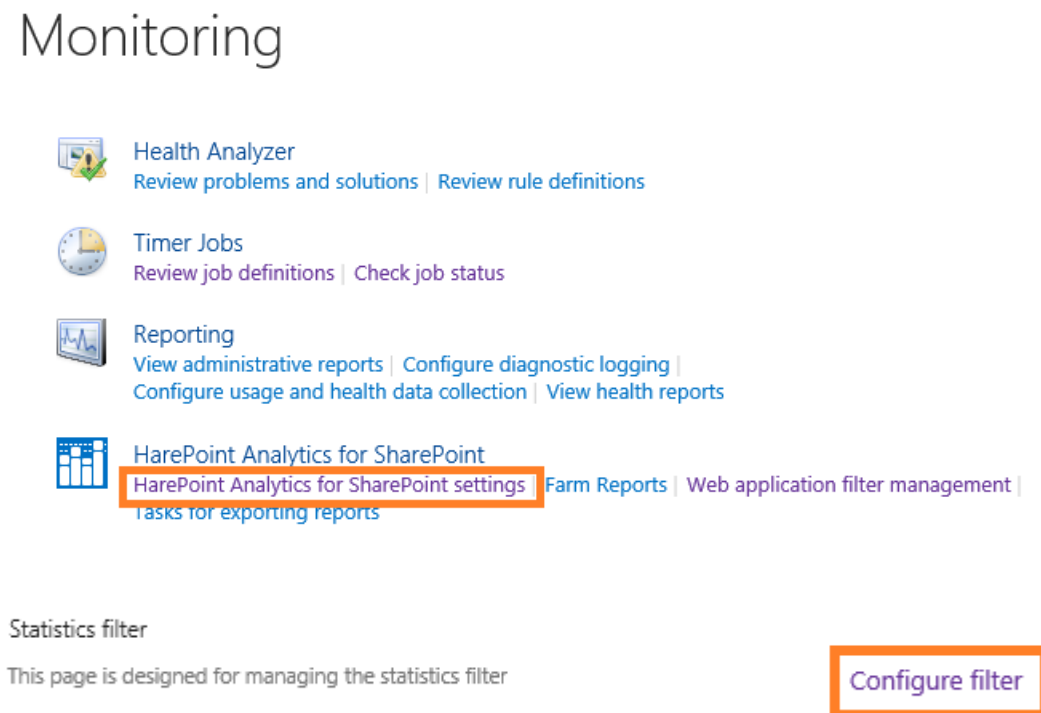 Monitoring
Health Analyzer
Review problems and solutions | Review rule definitions
Timer Jobs
Review job definitions | Check job status
Reporting
View administrative reports | Configure diagnostic logging |
Configure usage and health data collection | View health reports
HarePoint Analytics for SharePoint
HarePoint Analytics for SharePoint settings | Farm Reports | Web application filter management |
Tasks for exporting reports
Statistics filter
This page is designed for managing the statistics filter
Configure filter